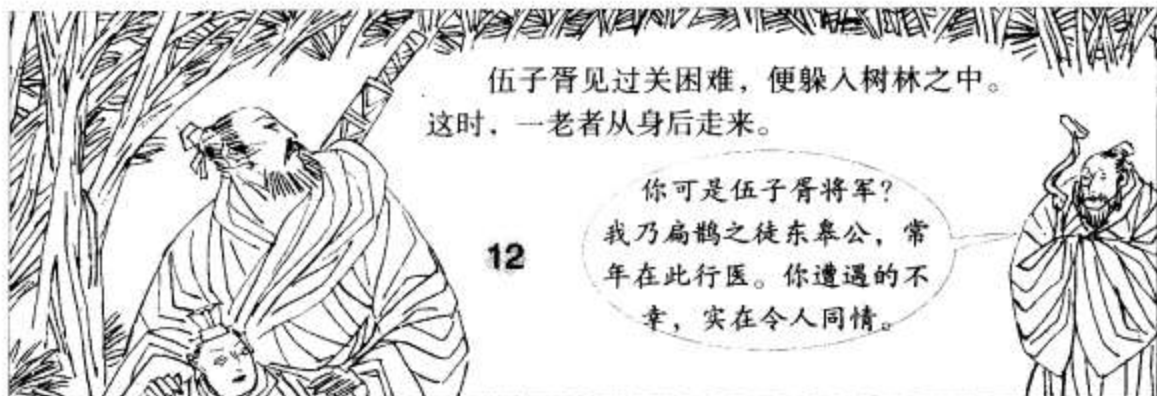 伍子胥见过关困难，便躲入树林之中。
这时，一老者从身后走来。
你可是伍子胥将军？
我乃扁鹊之徒东皋公，常
年在此行医。你遭遇的不
幸，实在令人同情。
12